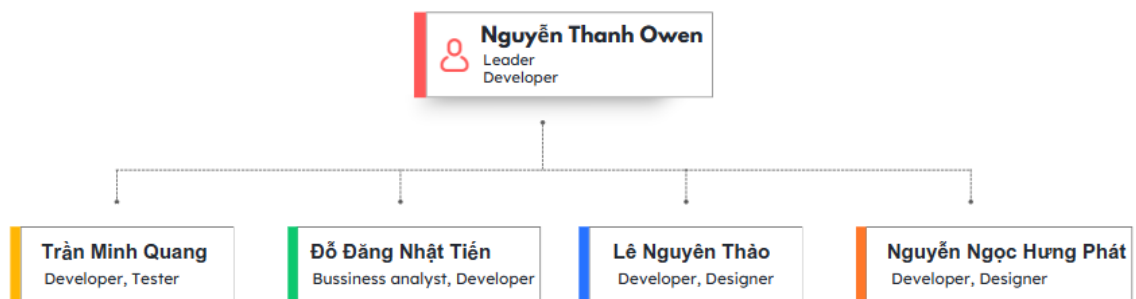 Nguyễn Thanh Owen
Leader
Developer
Trần Minh Quang
Developer, Tester
Đỗ Đăng Nhật Tiến
Bussiness analyst, Developer
Lê Nguyên Thảo
Developer, Designer
Nguyễn Ngọc Hưng Phát
Developer, Designer